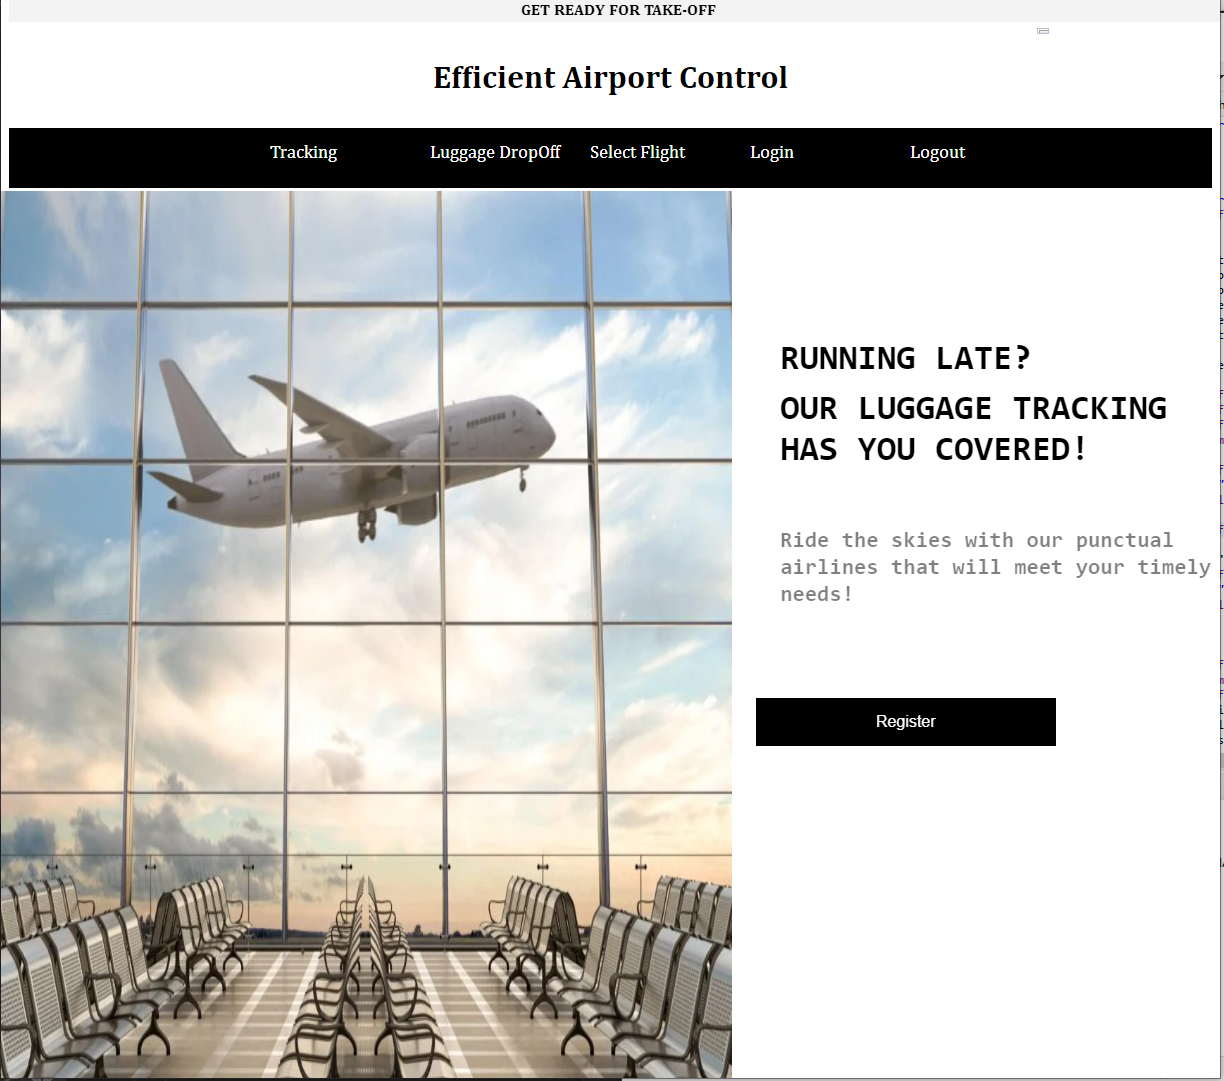 GET READY FOR TAKE-OFF
Efficient Airport Control
Tracking Luggage DropOff Select Flight Login Logout
RUNNING LATE?
OUR LUGGAGE TRACKING
HAS YOU COVERED!
Ride the skies with our punctual
airlines that will meet your timely
needs!
Register